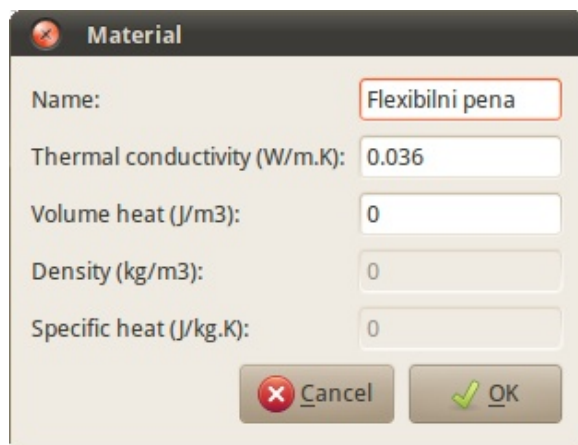 Material
Name: Flexibilni pena
Thermal conductivity (W/m.K): 0.036
Volume heat (J/m3): 0
Density (kg/m3): 0
Specific heat (J/kg.K): 0
Cancel OK